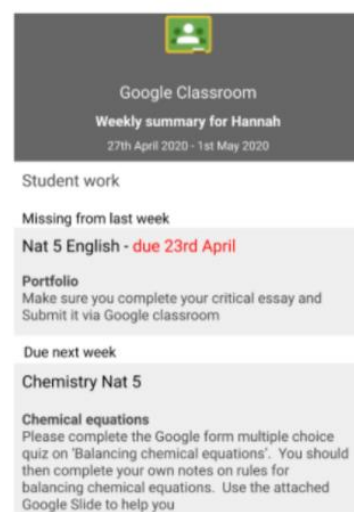 Google Classroom
Weekly summary for Hannah
27th April 2020 - 1st May 2020
Student work
Missing from last week
Nat 5 English - due 23rd April
Portfolio
Make sure you complete your critical essay and
Submit it via Google classroom
Due next week
Chemistry Nat 5
Chemical equations
Please complete the Google form multiple choice
quiz on 'Balancing chemical equations'. You should
then complete your own notes on rules for
balancing chemical equations. Use the attached
Google Slide to help you